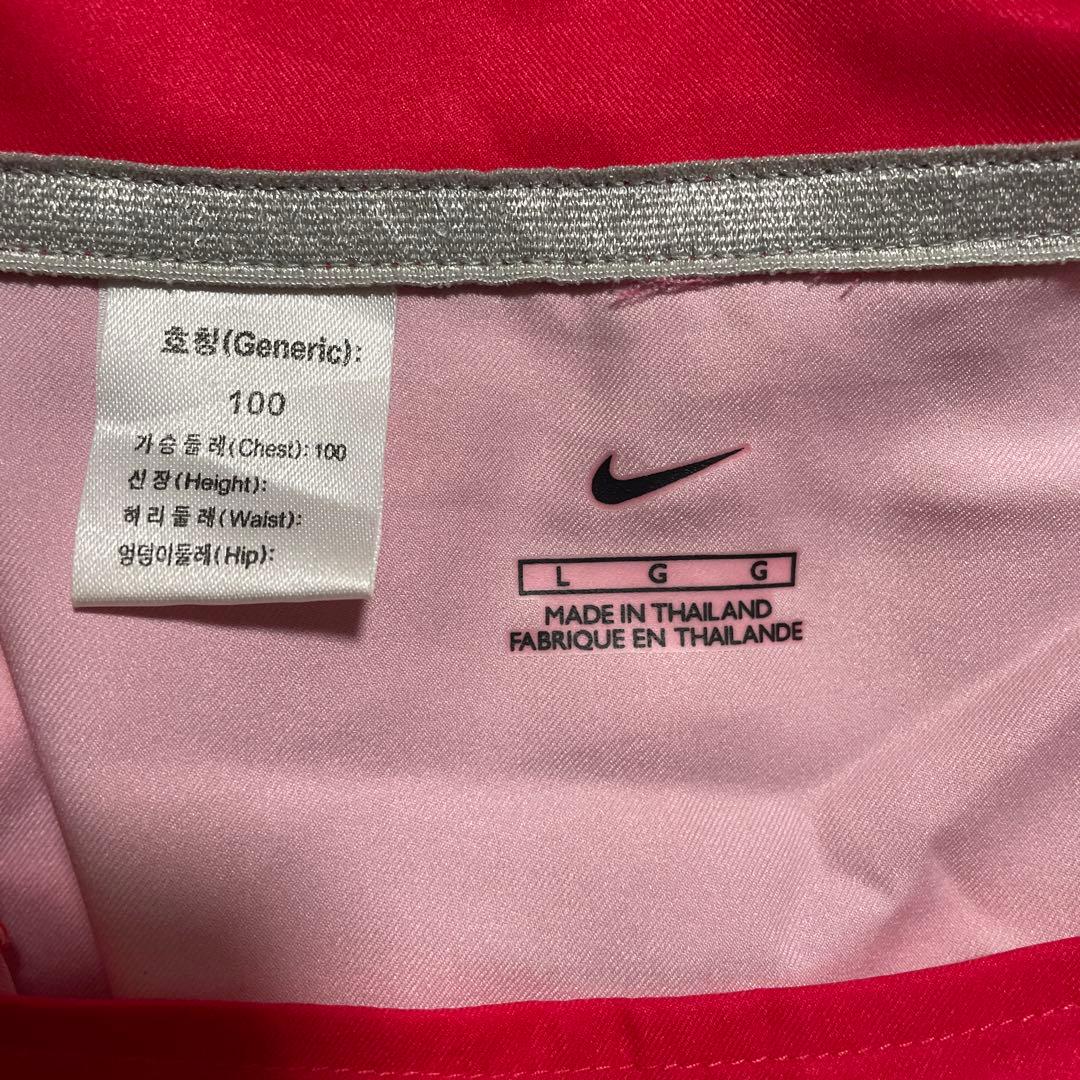 호칭(Generic):
100
가슴둘레(Chest): 100
신장(Height):
허리둘레(Waist):
엉덩이둘레(Hip):
L G G
MADE IN THAILAND
FABRIQUE EN THAILANDE